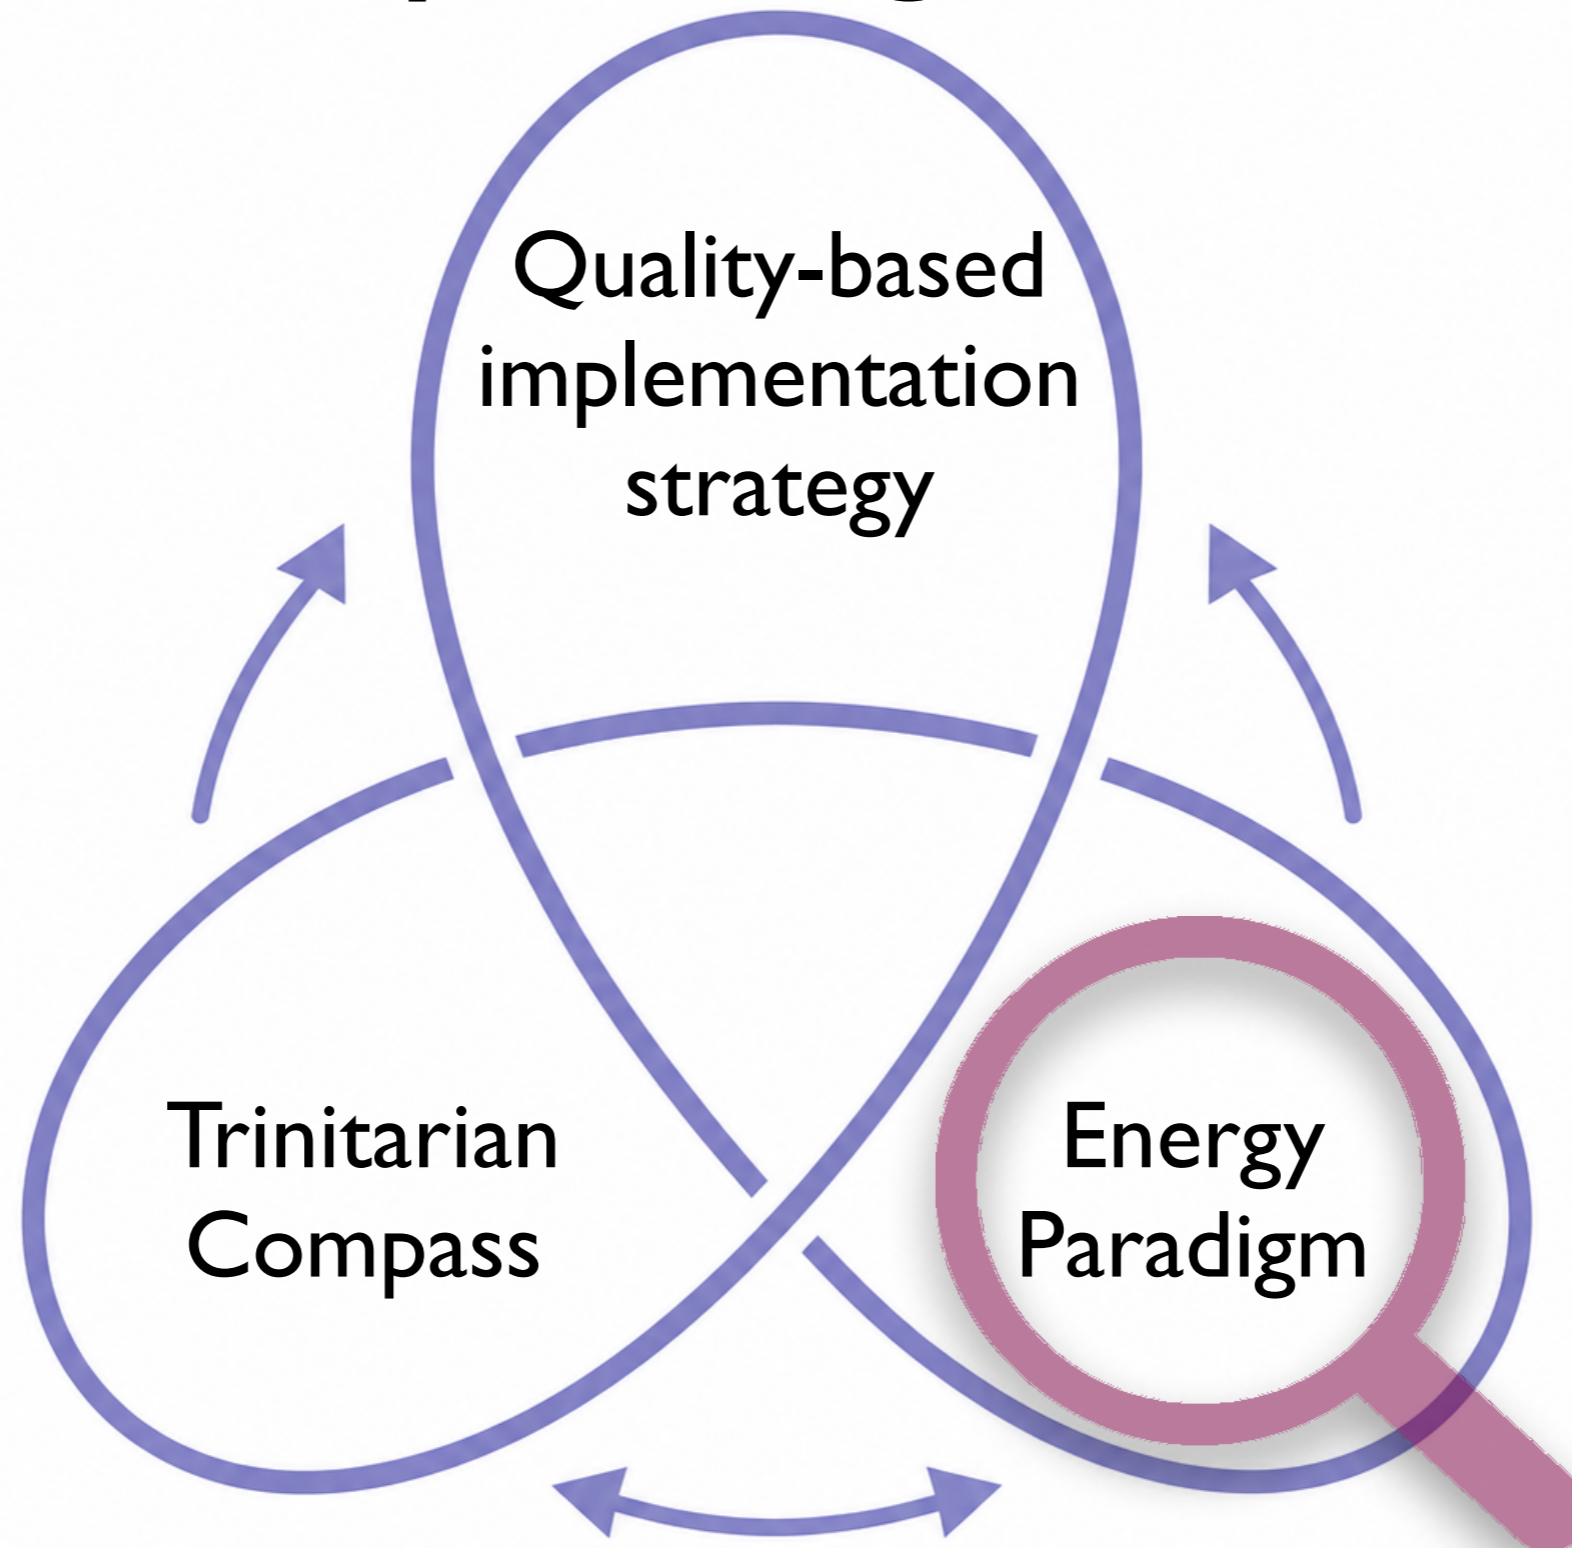 Quality-based
implementation
strategy
Trinitarian
Compass
Energy
Paradigm